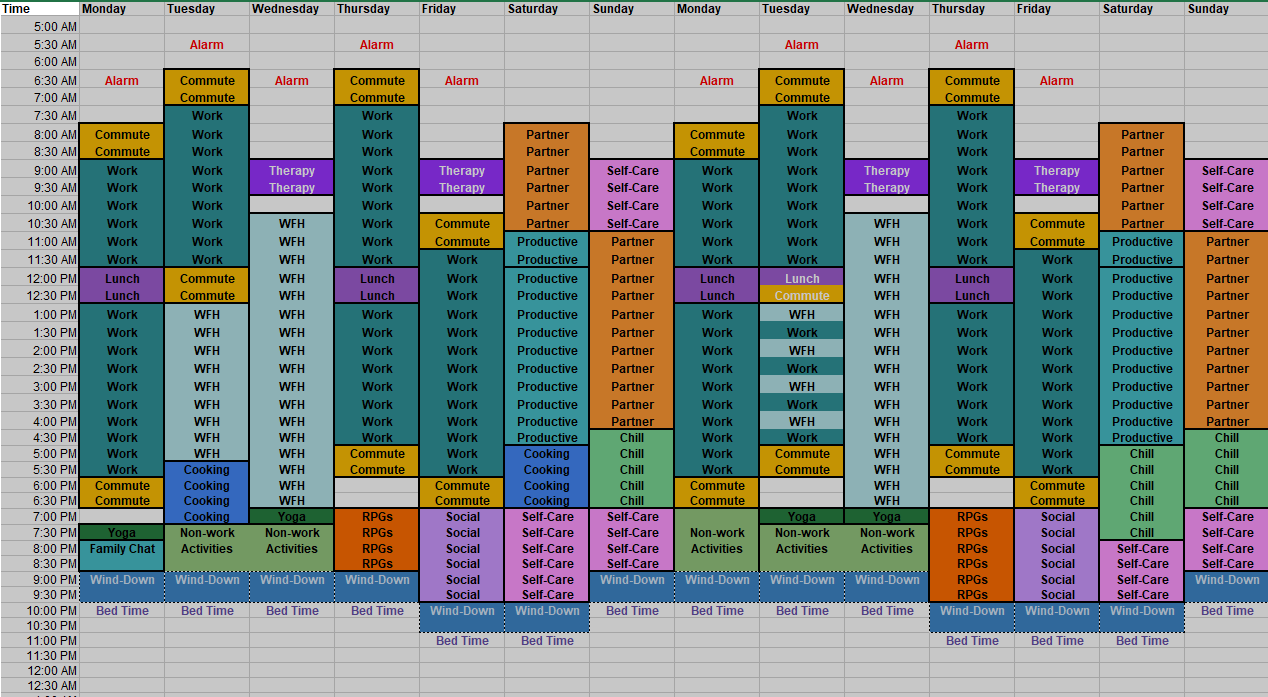 Time Monday Tuesday Wednesday Thursday Friday Saturday Sunday Monday Tuesday Wednesday Thursday Friday Saturday Sunday
5:00 AM
5:30 AM Alarm Alarm Alarm Alarm
6:00 AM
6:30 AM Alarm Commute Alarm Commute Alarm Alarm Commute Alarm Commute Alarm
7:00 AM Commute Commute Commute Commute
7:30 AM Work Work Work Work
8:00 AM Commute Work Work Partner Commute Work Work Partner
8:30 AM Commute Work Work Partner Commute Work Work Partner
9:00 AM Work Work Therapy Work Therapy Partner Self-Care Work Work Therapy Work Therapy Partner Self-Care
9:30 AM Work Work Therapy Work Therapy Partner Self-Care Work Work Therapy Work Therapy Partner Self-Care
10:00 AM Work Work Work Partner Self-Care Work Work Work Partner Self-Care
10:30 AM Work Work WFH Work Commute Partner Self-Care Work Work WFH Work Commute Partner Self-Care
11:00 AM Work Work WFH Work Commute Productive Partner Work Work WFH Work Commute Productive Partner
11:30 AM Work Work WFH Work Work Productive Partner Work Work WFH Work Work Productive Partner
12:00 PM Lunch Commute WFH Lunch Work Productive Partner Lunch Lunch WFH Lunch Work Productive Partner
12:30 PM Lunch Commute WFH Lunch Work Productive Partner Lunch Commute WFH Lunch Work Productive Partner
1:00 PM Work WFH WFH Work Work Productive Partner Work WFH WFH Work Work Productive Partner
1:30 PM Work WFH WFH Work Work Productive Partner Work Work WFH Work Work Productive Partner
2:00 PM Work WFH WFH Work Work Productive Partner Work WFH WFH Work Work Productive Partner
2:30 PM Work WFH WFH Work Work Productive Partner Work Work WFH Work Work Productive Partner
3:00 PM Work WFH WFH Work Work Productive Partner Work WFH WFH Work Work Productive Partner
3:30 PM Work WFH WFH Work Work Productive Partner Work Work WFH Work Work Productive Partner
4:00 PM Work WFH WFH Work Work Productive Partner Work WFH WFH Work Work Productive Partner
4:30 PM Work WFH WFH Work Work Productive Chill Work Work WFH Work Work Productive Chill
5:00 PM Work WFH WFH Commute Work Cooking Chill Work Commute WFH Commute Work Chill Chill
5:30 PM Work Cooking WFH Commute Work Cooking Chill Work Commute WFH Commute Work Chill Chill
6:00 PM Commute Cooking WFH Commute Cooking Chill Commute WFH Commute Chill Chill
6:30 PM Commute Cooking WFH Commute Cooking Chill Commute WFH Commute Chill Chill
7:00 PM Cooking Yoga RPGs Social Self-Care Self-Care Yoga Yoga RPGs Social Chill Self-Care
7:30 PM Yoga Non-work Non-work RPGs Social Self-Care Self-Care Non-work Non-work Non-work RPGs Social Chill Self-Care
8:00 PM Family Chat Activities Activities RPGs Social Self-Care Self-Care Activities Activities Activities RPGs Social Self-Care Self-Care
8:30 PM RPGs Social Self-Care Self-Care RPGs Social Self-Care Self-Care
9:00 PM Wind-Down Wind-Down Wind-Down Wind-Down Social Self-Care Wind-Down Wind-Down Wind-Down Wind-Down RPGs Social Self-Care Wind-Down
9:30 PM Social Self-Care RPGs Social Self-Care
10:00 PM Bed Time Bed Time Bed Time Bed Time Wind-Down Wind-Down Bed Time Bed Time Bed Time Bed Time Wind-Down Wind-Down Wind-Down Bed Time
10:30 PM
11:00 PM Bed Time Bed Time Bed Time Bed Time Bed Time
11:30 PM
12:00 AM
12:30 AM